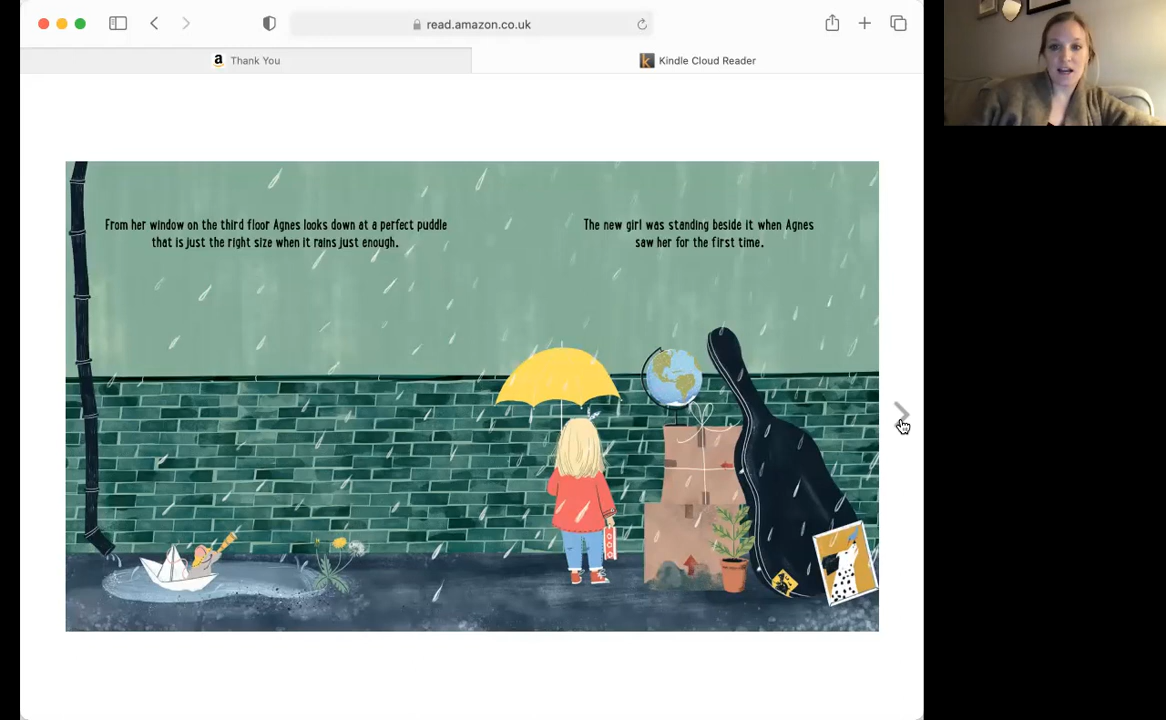 read.amazon.co.uk
a Thank You
k Kindle Cloud Reader
From her window on the third floor Agnes looks down at a perfect puddle
that is just the right size when it rains just enough.
The new girl was standing beside it when Agnes
saw her for the first time.